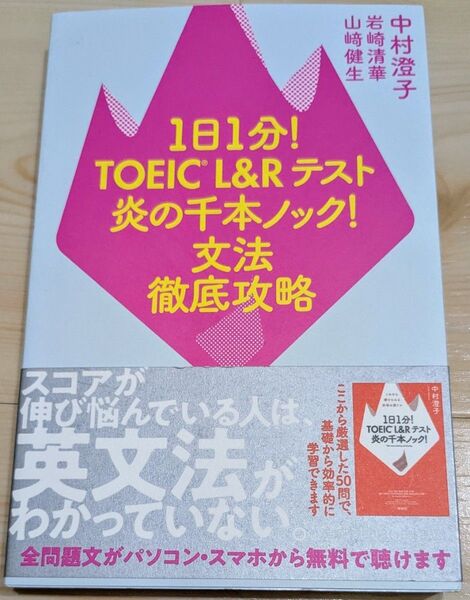 中村澄子
岩崎清華
山﨑健生
1日1分!
TOEIC® L&R テスト
炎の千本ノック!
文法
徹底攻略
スコアが
伸び悩んでいる人は
英文法が
わかっていない。
ここから厳選した50問で、
基礎から効率的に
学習できます
中村澄子
1日1分!
TOEIC L&R テスト
炎の千本ノック!
全問題文がパソコン・スマホから無料で聴けます